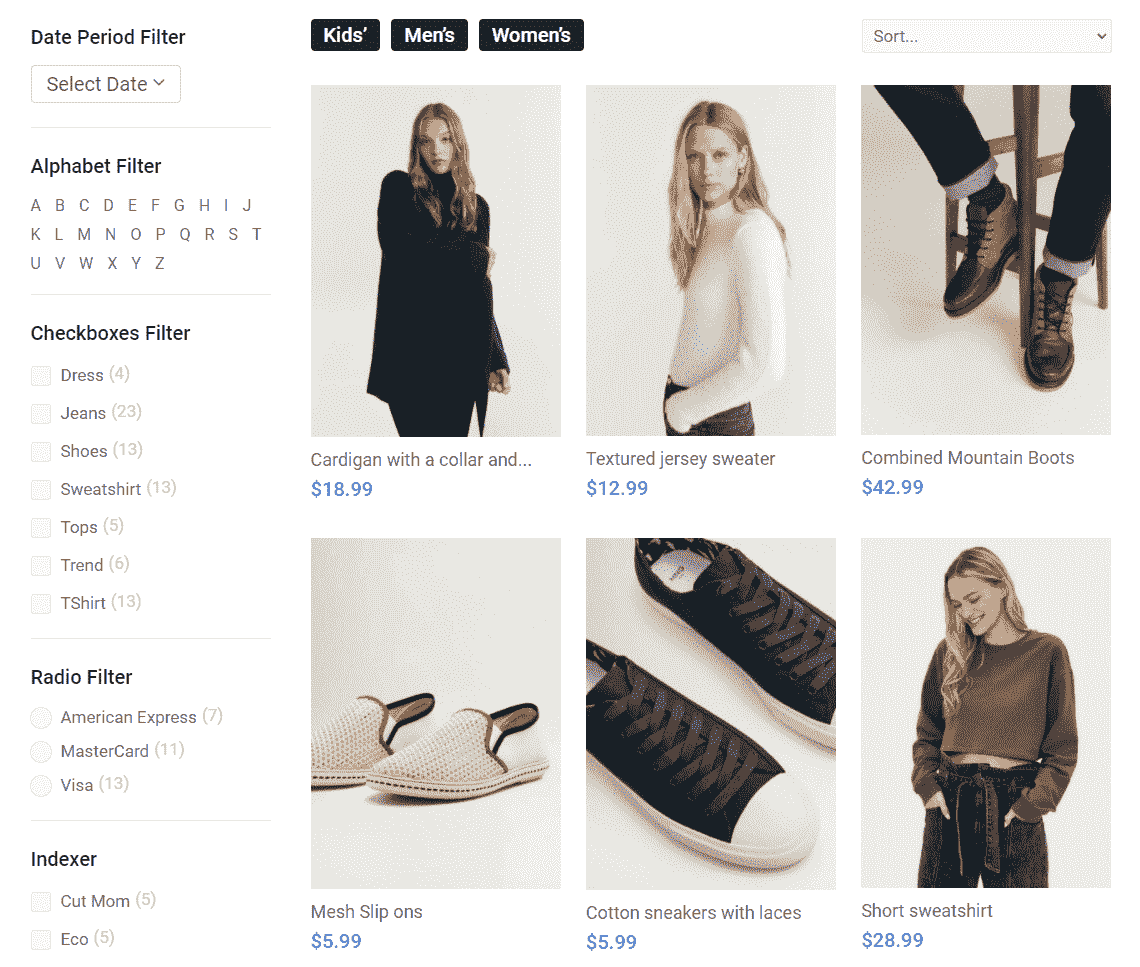 Date Period Filter
Select Date
Alphabet Filter
A B C D E F G H I J
K L M N O P Q R S T
U V W X Y Z
Checkboxes Filter
Dress (4)
Jeans (23)
Shoes (13)
Sweatshirt (13)
Tops (5)
Trend (6)
TShirt (13)
Radio Filter
American Express (7)
MasterCard (11)
Visa (13)
Indexer
Cut Mom (5)
Eco (5)
Kids’ Men’s Women’s
Sort...
Cardigan with a collar and...
$18.99
Textured jersey sweater
$12.99
Combined Mountain Boots
$42.99
Mesh Slip ons
$5.99
Cotton sneakers with laces
$5.99
Short sweatshirt
$28.99